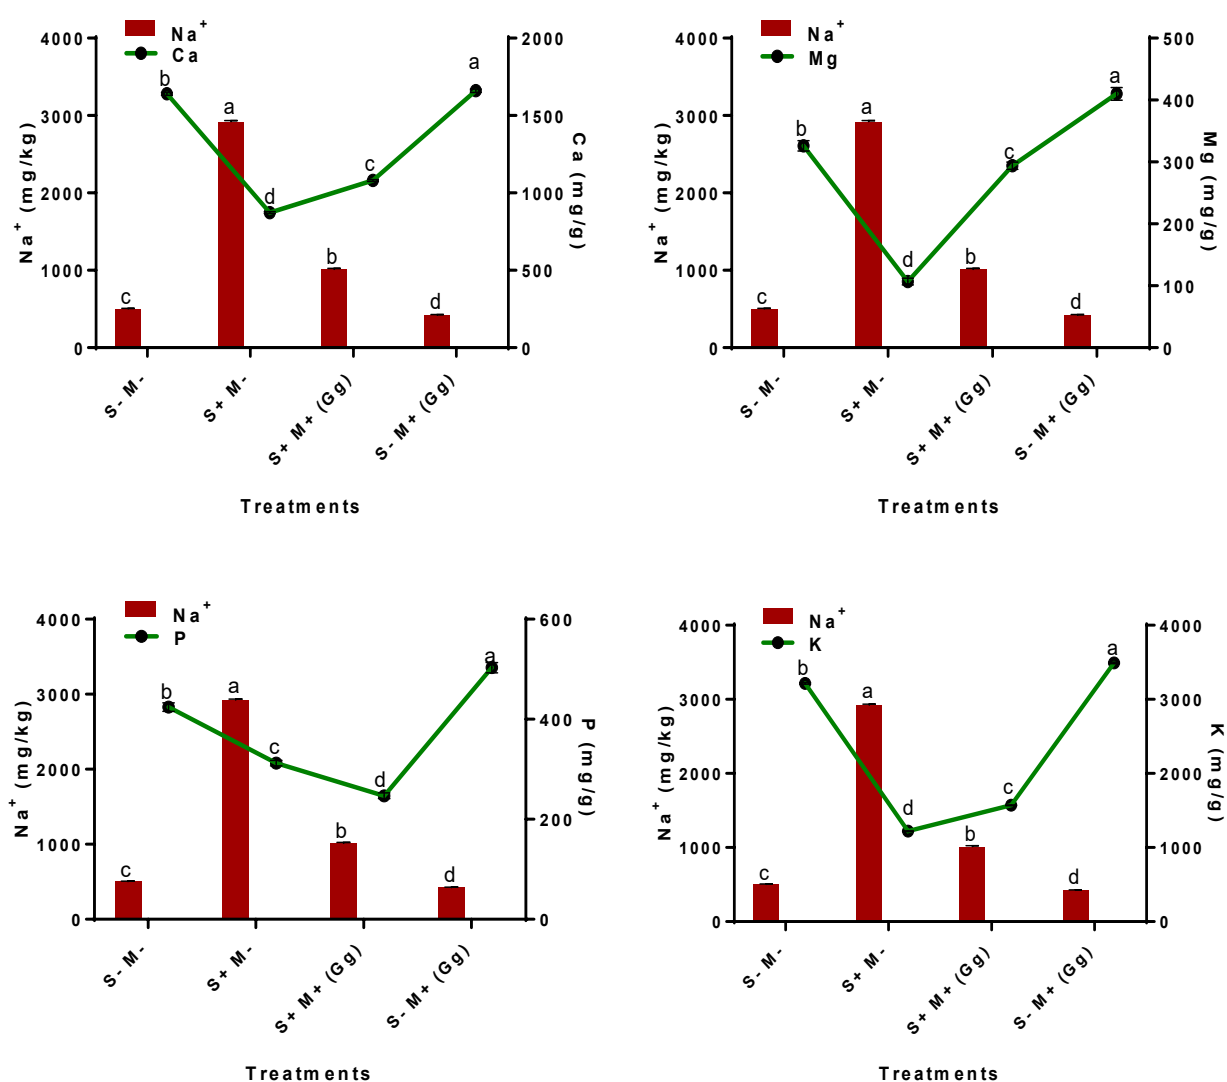 Na+
Ca
4000
3000
2000
1000
0
Na+ (mg/kg)
2000
1500
1000
500
0
Ca (mg/g)
b
a
a
d
c
b
c
d
S- M-
S+ M-
S+ M+ (Gg)
S- M+ (Gg)
Treatments
Na+
Mg
4000
3000
2000
1000
0
Na+ (mg/kg)
500
400
300
200
100
0
Mg (mg/g)
b
a
a
c
d
b
c
d
S- M-
S+ M-
S+ M+ (Gg)
S- M+ (Gg)
Treatments
Na+
P
4000
3000
2000
1000
0
Na+ (mg/kg)
600
400
200
0
P (mg/g)
b
a
a
c
d
b
c
d
S- M-
S+ M-
S+ M+ (Gg)
S- M+ (Gg)
Treatments
Na+
K
4000
3000
2000
1000
0
Na+ (mg/kg)
4000
3000
2000
1000
0
K (mg/g)
b
a
a
d
c
b
c
d
S- M-
S+ M-
S+ M+ (Gg)
S- M+ (Gg)
Treatments